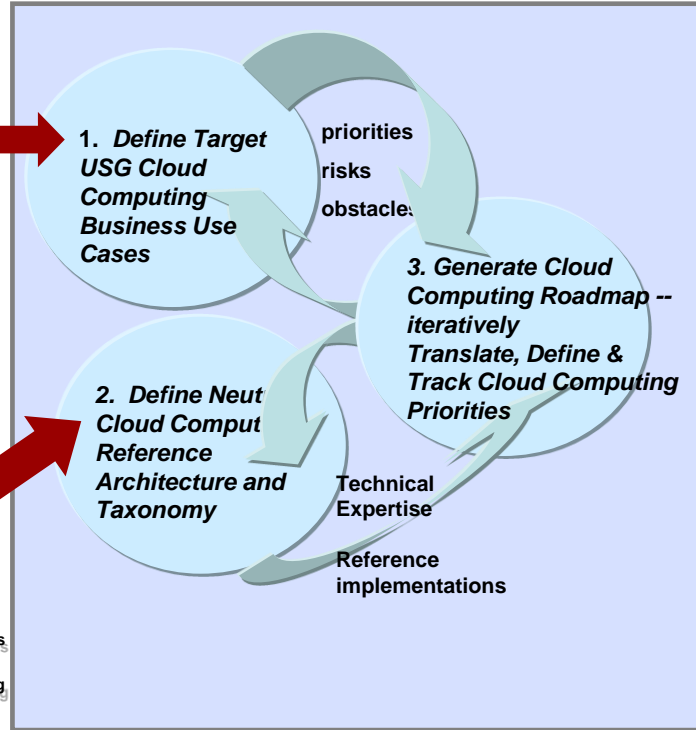 1. Define Target
USG Cloud
Computing
Business Use
Cases
priorities
risks
obstacles
3. Generate Cloud
Computing Roadmap --
iteratively
Translate, Define &
Track Cloud Computing
Priorities
2. Define Neut
Cloud Comput
Reference
Architecture and
Taxonomy
Technical
Expertise
Reference
implementations
s
g